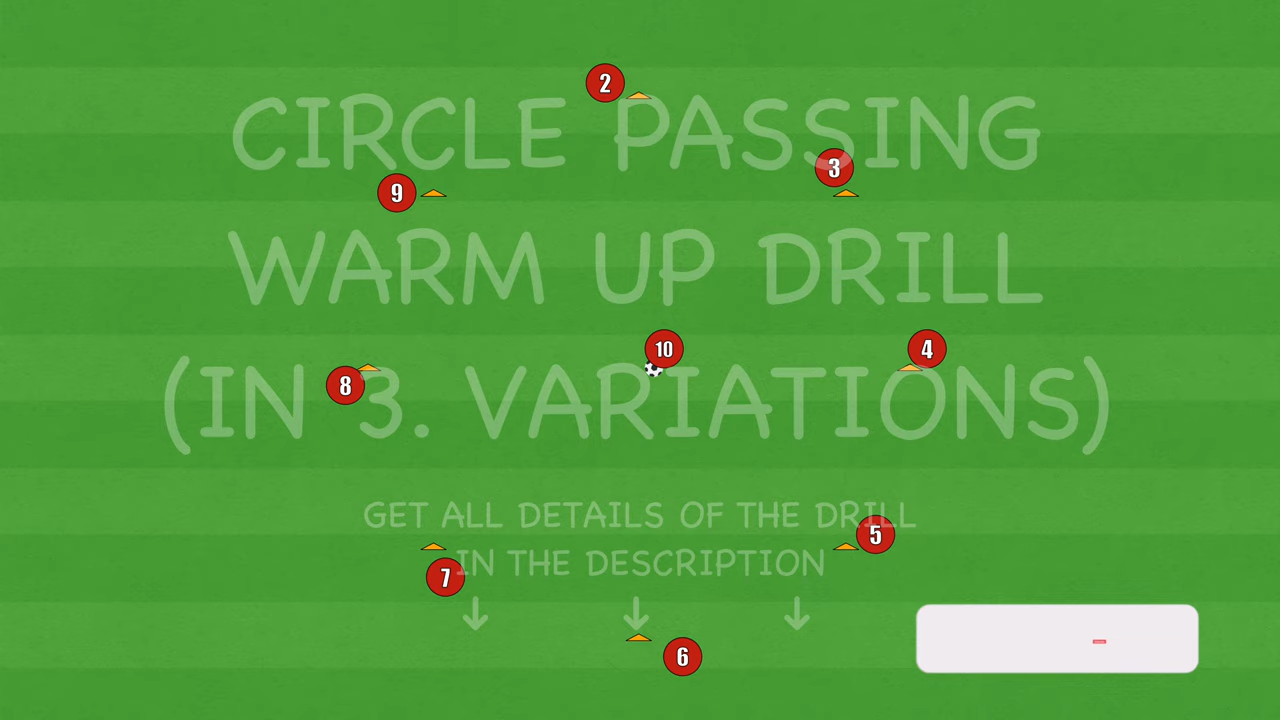 2
CIRCLE PASSING
3
9
WARM UP DRILL
10
4
8
(IN 3. VARIATIONS)
GET ALL DETAILS OF THE DRILL
5
IN THE DESCRIPTION
7
6